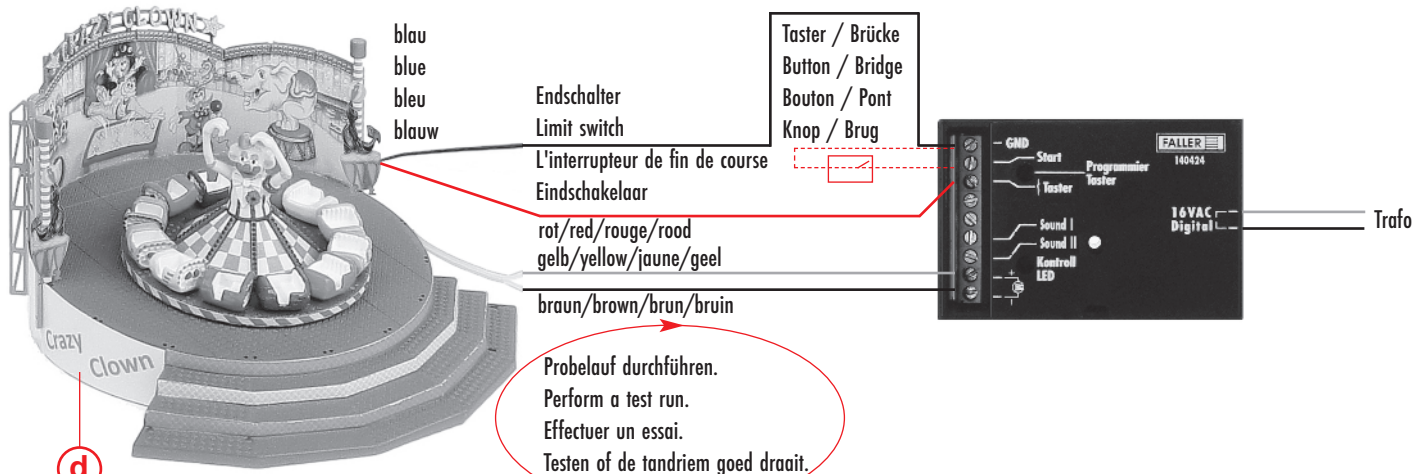 CRAZY CLOWN
blau
blue
bleu
blauw
Endschalter
Limit switch
L'interrupteur de fin de course
Eindschakelaar
rot/red/rouge/rood
gelb/yellow/jaune/geel
braun/brown/brun/bruin
Taster / Brücke
Button / Bridge
Bouton / Pont
Knop / Brug
GND
Start
Programmier
Taster
Taster
Sound I
Sound II
Kontroll
LED
+
FALLER
140424
16VAC
Digital
Trafo
Crazy
Clown
d
Probelauf durchführen.
Perform a test run.
Effectuer un essai.
Testen of de tandriem goed draait.